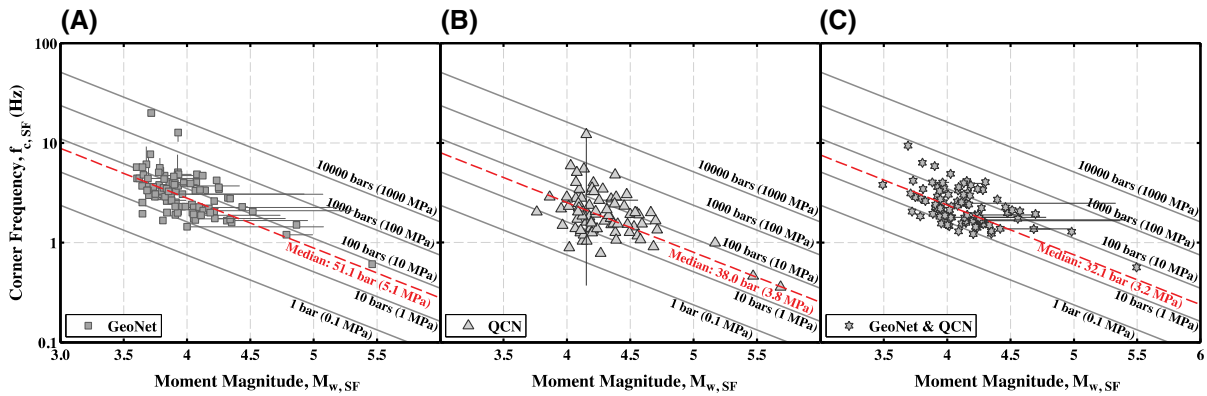 (A)
(B)
(C)
Corner Frequency, f c, SF (Hz)
100
10
1
0.1
10000 bars (1000 MPa)
1000 bars (100 MPa)
100 bars (10 MPa)
Median: 51.1 bar (5.1 MPa)
10 bars (1 MPa)
1 bar (0.1 MPa)
GeoNet
10000 bars (1000 MPa)
1000 bars (100 MPa)
100 bars (10 MPa)
Median: 38.0 bar (3.8 MPa)
10 bars (1 MPa)
1 bar (0.1 MPa)
QCN
10000 bars (1000 MPa)
1000 bars (100 MPa)
100 bars (10 MPa)
Median: 32.1 bar (3.2 MPa)
10 bars (1 MPa)
1 bar (0.1 MPa)
GeoNet & QCN
3.0 3.5 4 4.5 5 5.5
3.5 4 4.5 5 5.5
3.5 4 4.5 5 5.5 6
Moment Magnitude, M w, SF
Moment Magnitude, M w, SF
Moment Magnitude, M w, SF